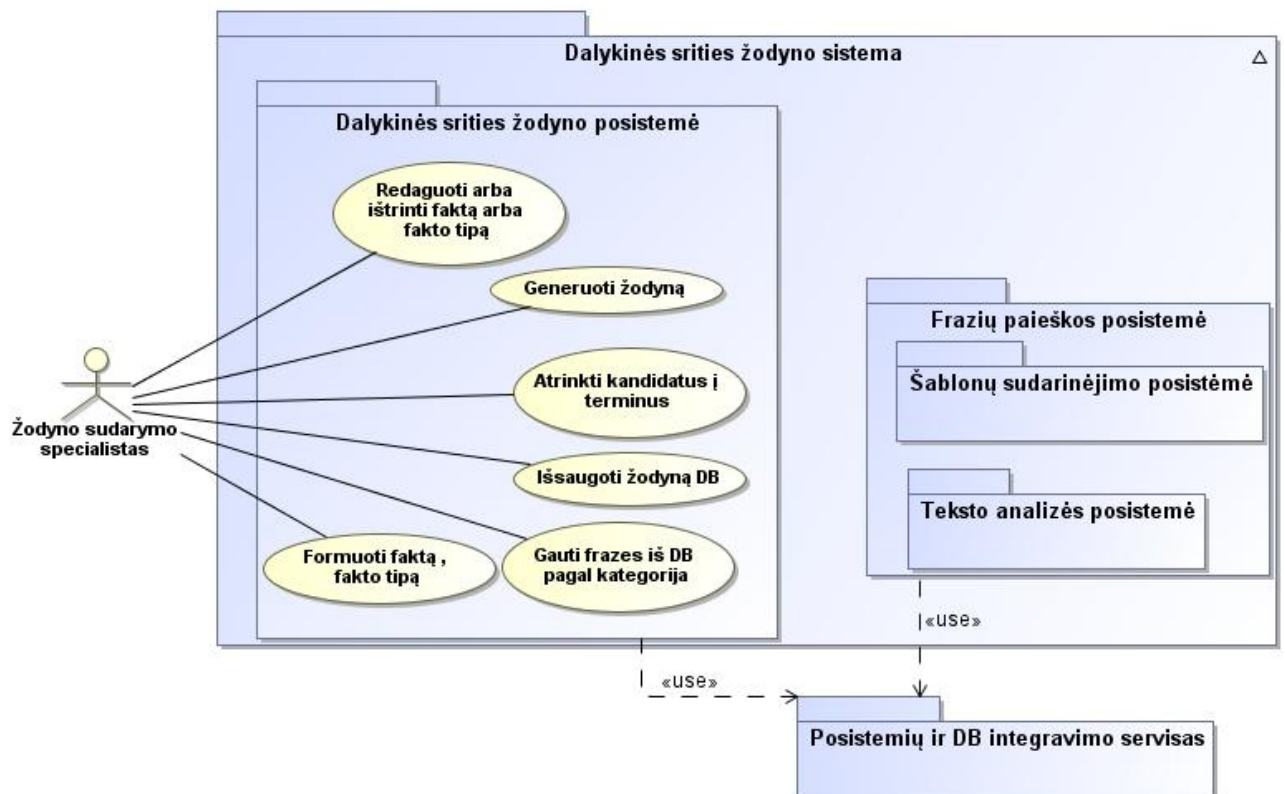 Dalykinės srities žodyno sistema
Dalykinės srities žodyno posistemė
Redaguoti arba
ištrinti faktą arba
fakto tipą
Generuoti žodyną
Frazių paieškos posistemė
Šablonų sudarinėjimo posistėmė
Atrinkti kandidatus į
terminus
Žodyno sudarymo
specialistas
Išsaugoti žodyną DB
Teksto analizės posistemė
Formuoti faktą ,
fakto tipą
Gauti frazes iš DB
pagal kategorija
«use»
«use»
Posistemių ir DB integravimo servisas